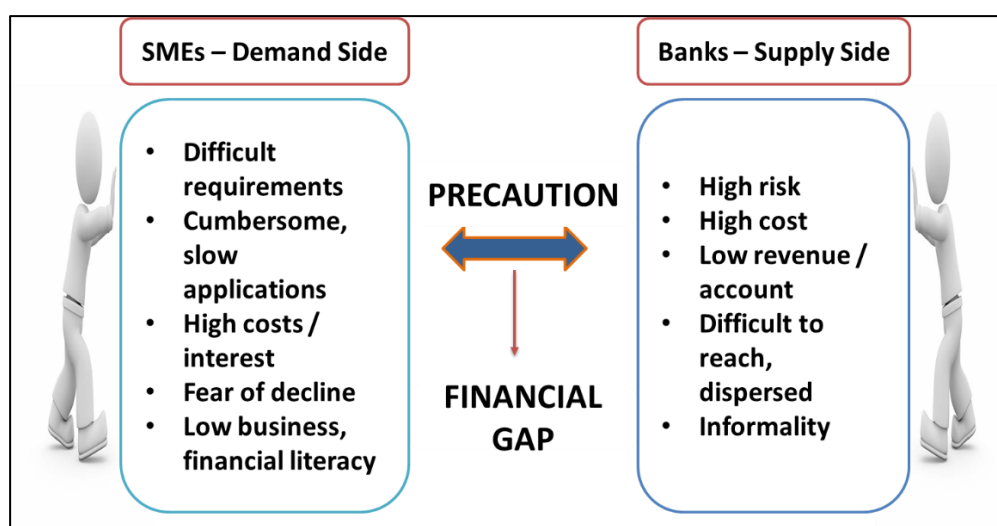 SMEs – Demand Side
• Difficult
requirements
• Cumbersome,
slow
applications
• High costs /
interest
• Fear of decline
• Low business,
financial literacy
PRECAUTION
FINANCIAL
GAP
Banks – Supply Side
• High risk
• High cost
• Low revenue /
account
• Difficult to
reach,
dispersed
• Informality